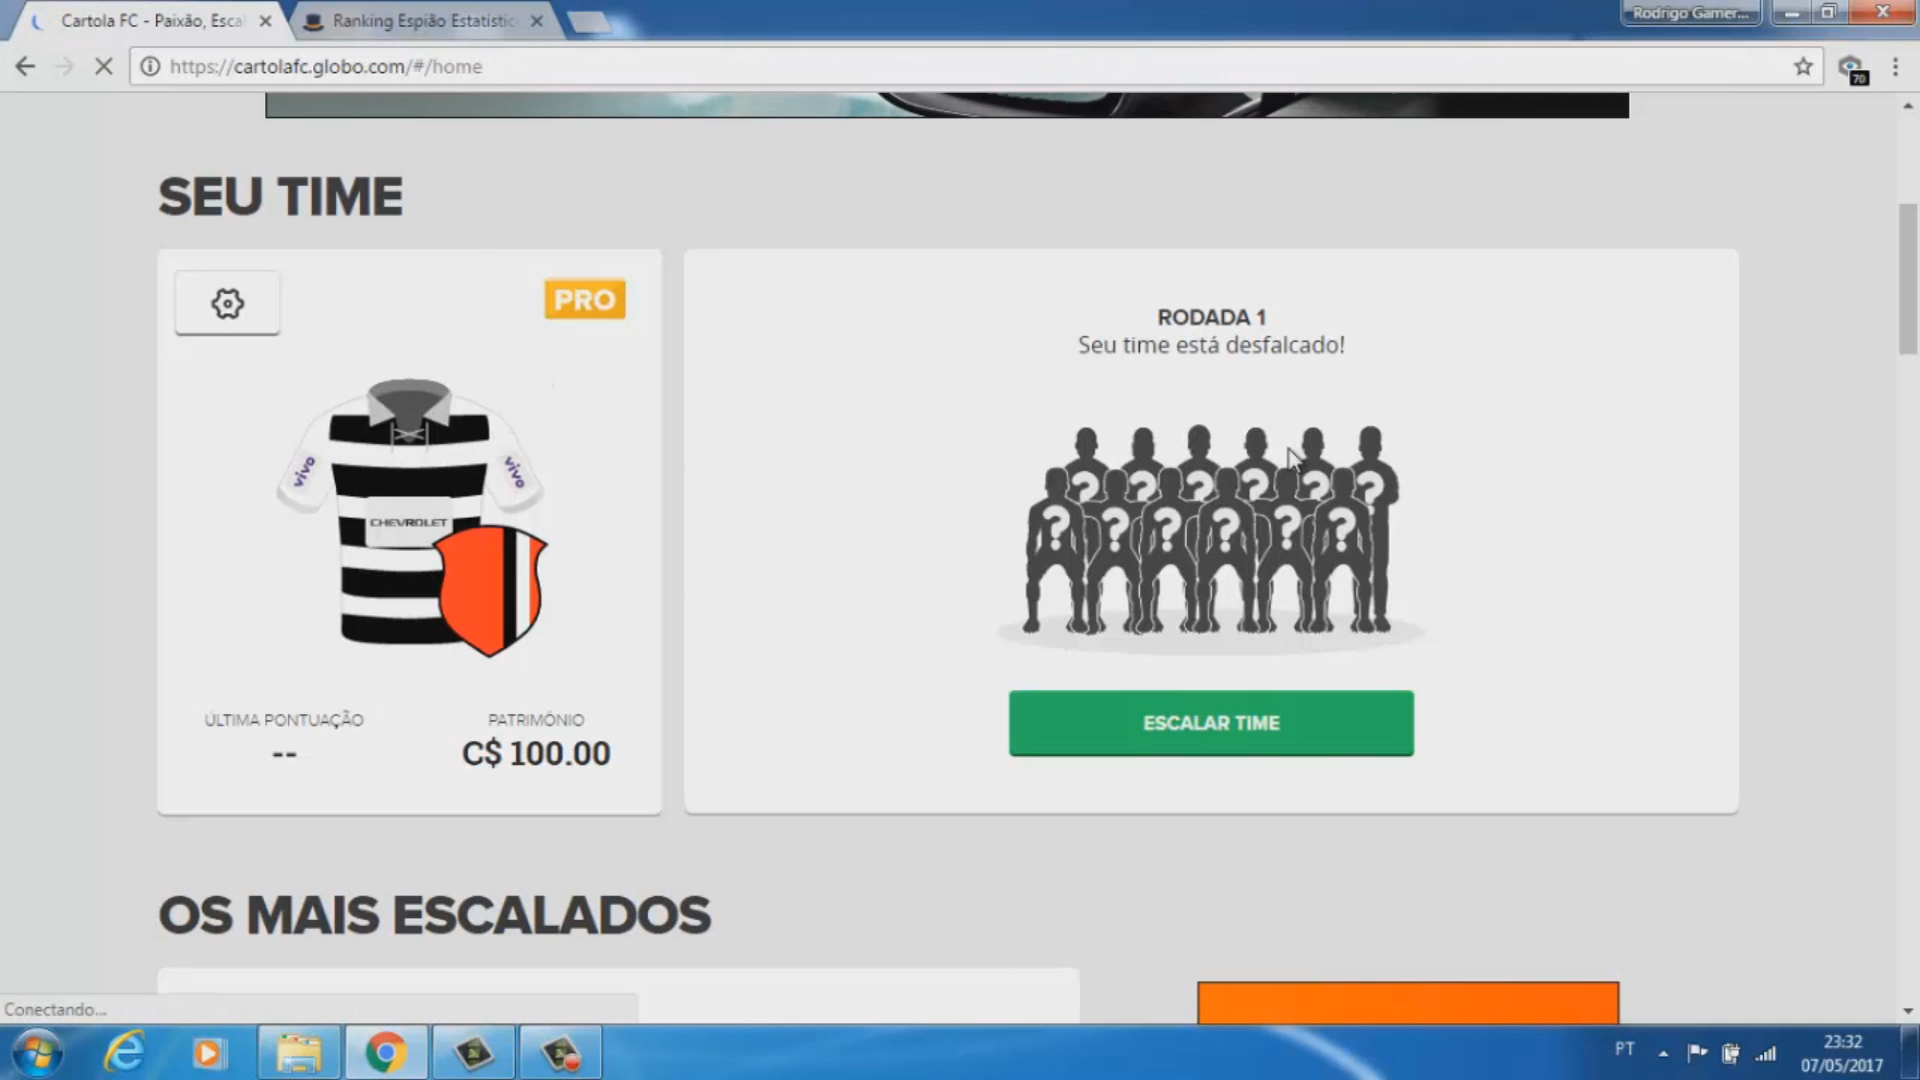 Cartola FC - Paixão, Esca
Ranking Espião Estatístic
Rodrigo Gamer...
https://cartolafc.globo.com/#/home
70
SEU TIME
PRO
vivo
vivo
CHEVROLET
ÚLTIMA PONTUAÇÃO
--
PATRIMÔNIO
C$ 100.00
RODADA 1
Seu time está desfalcado!
? ? ? ? ? ?
? ? ? ? ? ?
ESCALAR TIME
OS MAIS ESCALADOS
Conectando...
PT
23:32
07/05/2017